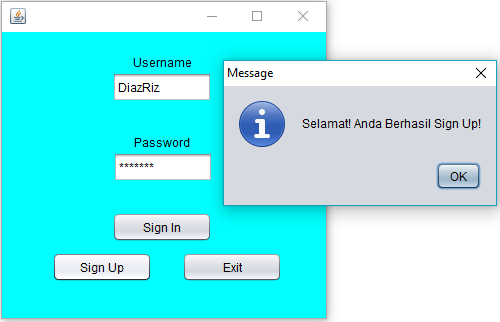 Username
DiazRiz
Password
*******
Sign In
Sign Up
Exit
Message
Selamat! Anda Berhasil Sign Up!
OK